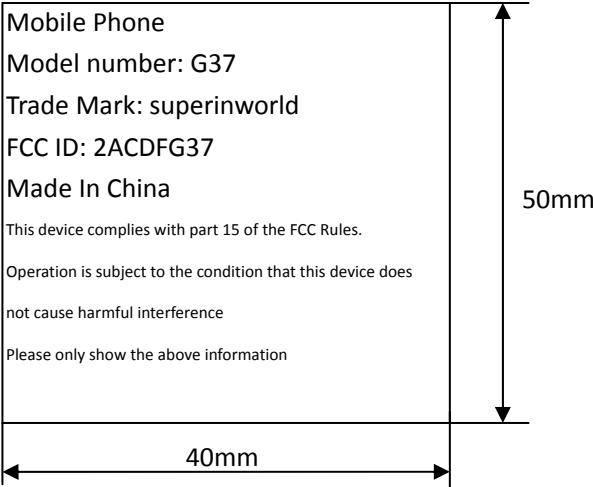 Mobile Phone
Model number: G37
Trade Mark: superinworld
FCC ID: 2ACDFG37
Made In China
This device complies with part 15 of the FCC Rules.
Operation is subject to the condition that this device does
not cause harmful interference
Please only show the above information
50mm
40mm